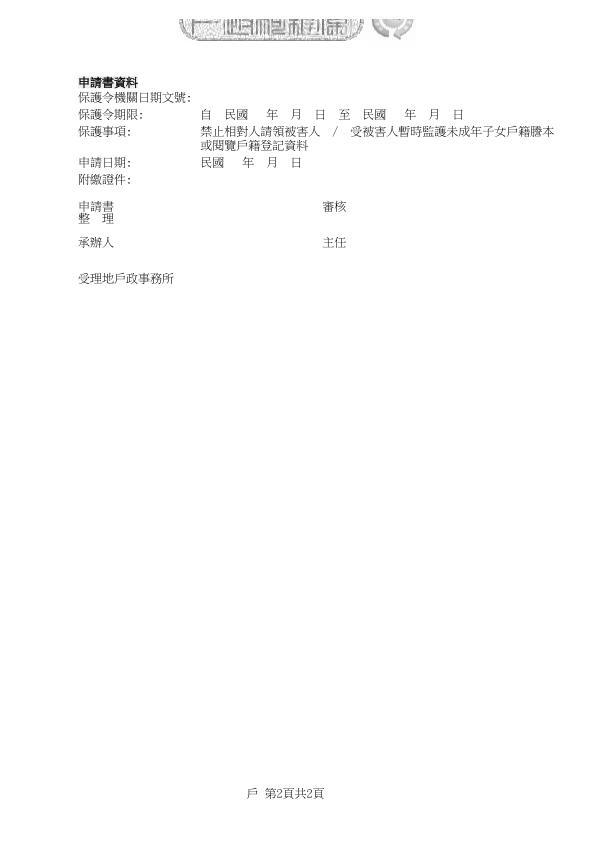 申請書資料
保護令機關日期文號:
保護令期限: 自 民國 年 月 日 至 民國 年 月 日
保護事項: 禁止相對人請領被害人 / 受被害人暫時監護未成年子女戶籍謄本
或閱覽戶籍登記資料
申請日期: 民國 年 月 日
附繳證件:
申請書 審核
整 理
承辦人 主任
受理地戶政事務所
戶 第2頁共2頁